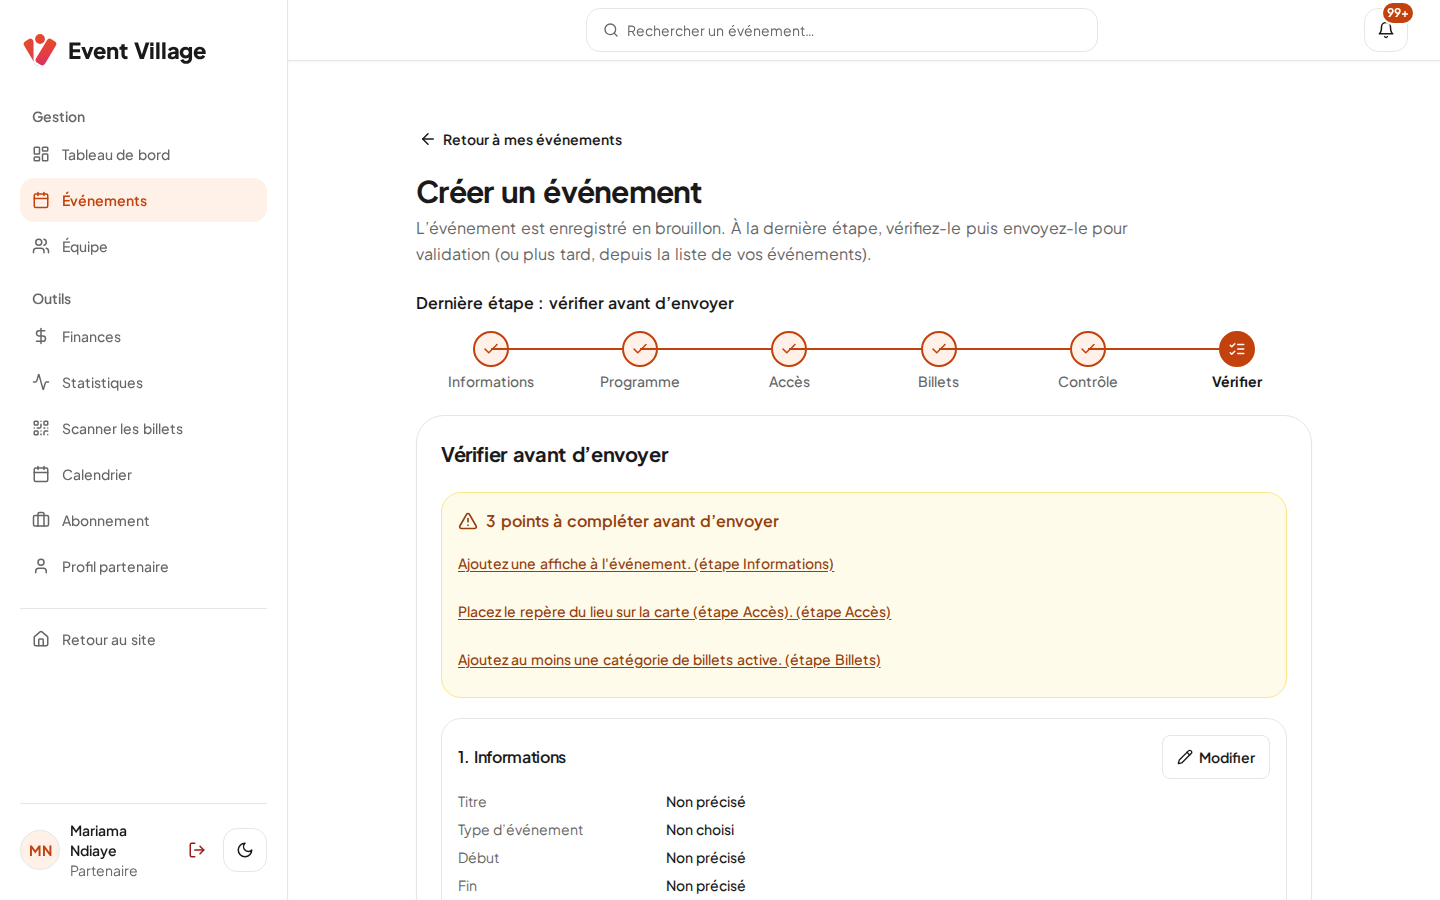 Event Village
Rechercher un événement...
99+
Gestion
Tableau de bord
Événements
Équipe
Outils
Finances
Statistiques
Scanner les billets
Calendrier
Abonnement
Profil partenaire
Retour au site
MN
Mariama
Ndiaye
Partenaire
Retour à mes événements
Créer un événement
L’événement est enregistré en brouillon. À la dernière étape, vérifiez-le puis envoyez-le pour
validation (ou plus tard, depuis la liste de vos événements).
Dernière étape : vérifier avant d’envoyer
Informations
Programme
Accès
Billets
Contrôle
Vérifier
Vérifier avant d’envoyer
3 points à compléter avant d’envoyer
Ajoutez une affiche à l'événement. (étape Informations)
Placez le repère du lieu sur la carte (étape Accès). (étape Accès)
Ajoutez au moins une catégorie de billets active. (étape Billets)
1. Informations
Modifier
Titre Non précisé
Type d’événement Non choisi
Début Non précisé
Fin Non précisé